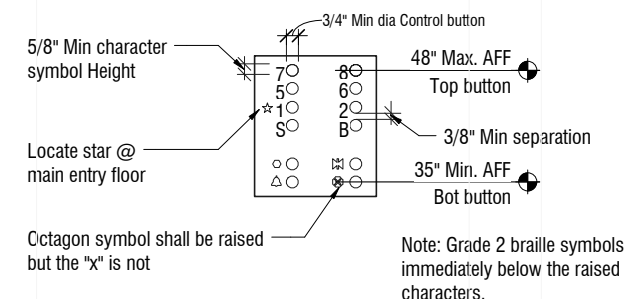 3/4" Min dia Control button
5/8" Min character
symbol Height
48" Max. AFF
Top button
7 8
5 6
☆1 2
S B
3/8" Min separation
Locate star @
main entry floor
35" Min. AFF
Bot button
Octagon symbol shall be raised
but the "x" is not
Note: Grade 2 braille symbols
immediately below the raised
characters.